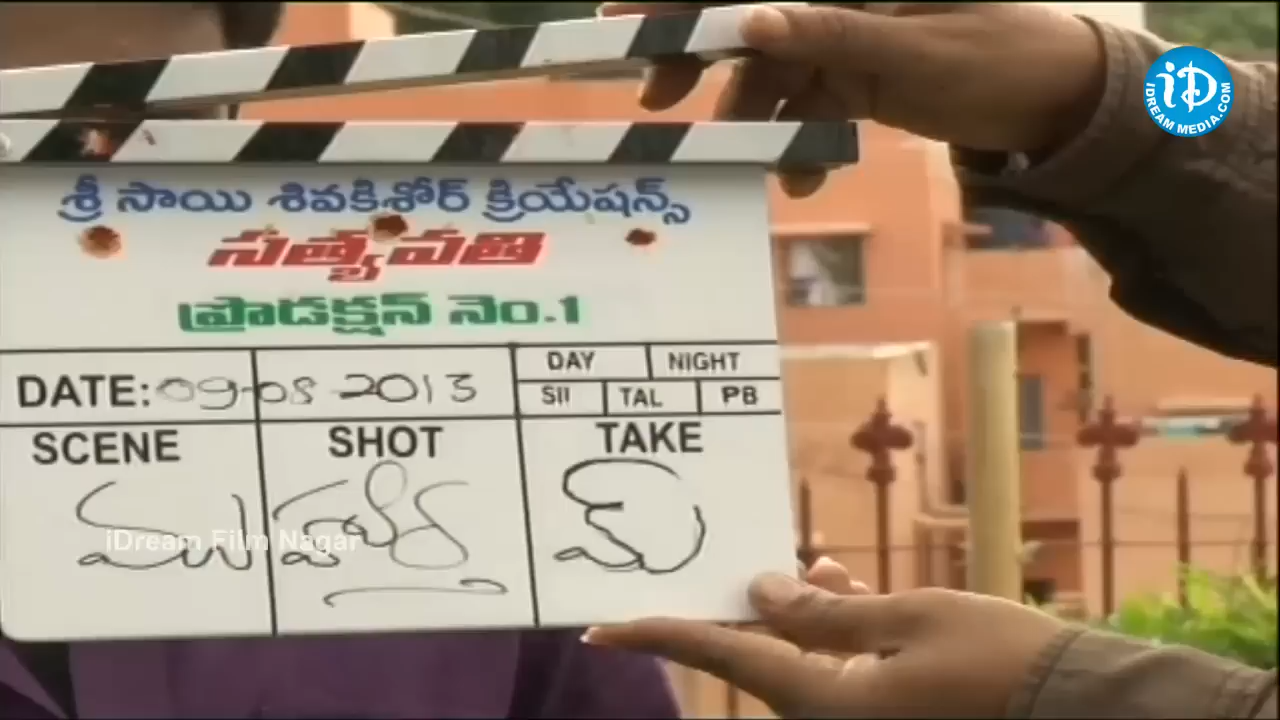 iD
IDREAM MEDIA.COM
శ్రీ సాయి శివకిశోర్ క్రియేషన్స్
సత్యవతి
ప్రొడక్షన్ నెం.1
DAY NIGHT
DATE: 09-08-2013
SII TAL PB
SCENE SHOT TAKE
iDream Film Nagar